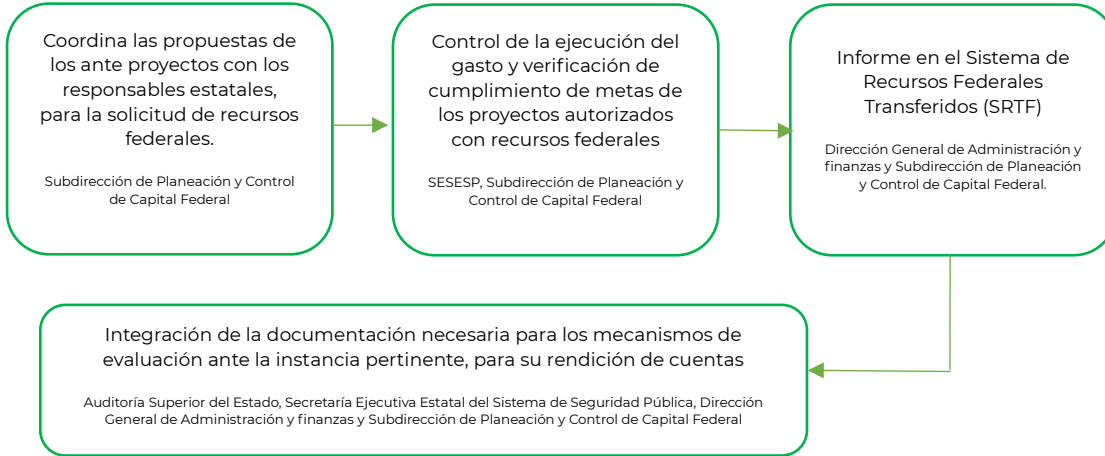 Coordina las propuestas de
los ante proyectos con los
responsables estatales,
para la solicitud de recursos
federales.
Subdirección de Planeación y Control
de Capital Federal
Control de la ejecución del
gasto y verificación de
cumplimiento de metas de
los proyectos autorizados
con recursos federales
SESESP, Subdirección de Planeación y
Control de Capital Federal
Informe en el Sistema de
Recursos Federales
Transferidos (SRTF)
Dirección General de Administración y
finanzas y Subdirección de Planeación
y Control de Capital Federal.
Integración de la documentación necesaria para los mecanismos de
evaluación ante la instancia pertinente, para su rendición de cuentas
Auditoría Superior del Estado, Secretaría Ejecutiva Estatal del Sistema de Seguridad Pública, Dirección
General de Administración y finanzas y Subdirección de Planeación y Control de Capital Federal